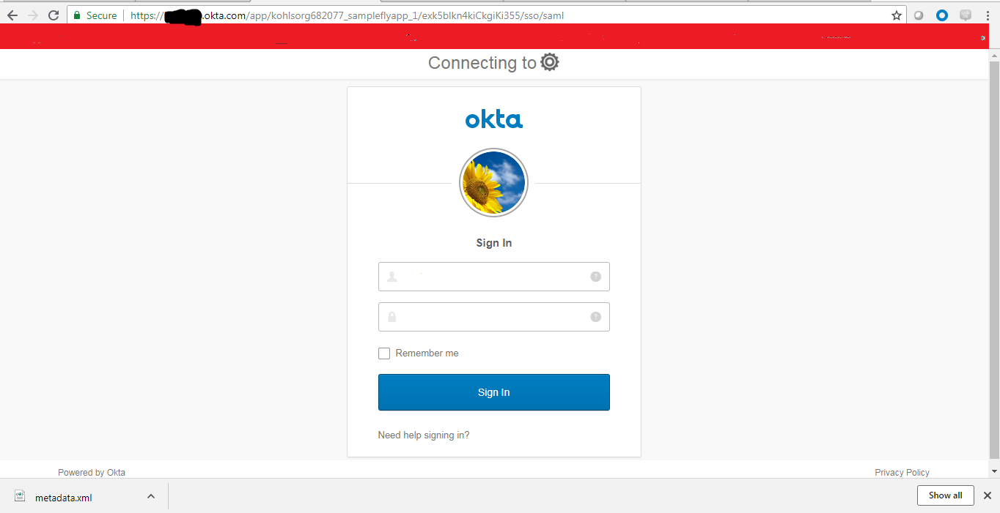 Secure https://.okta.com/app/kohlsorg682077_sampleflyapp_1/exk5blkn4kiCkgiKi355/sso/saml
Connecting to
okta
Sign In
?
?
Remember me
Sign In
Need help signing in?
Powered by Okta
Privacy Policy
metadata.xml
Show all